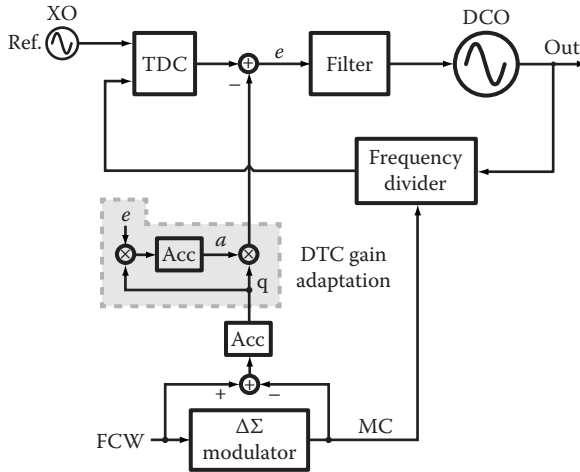 XO
Ref.
TDC
+
−
e
Filter
DCO
Out
Frequency
divider
e
×
Acc
a
×
q
DTC gain
adaptation
Acc
+
+
−
FCW
ΔΣ
modulator
MC